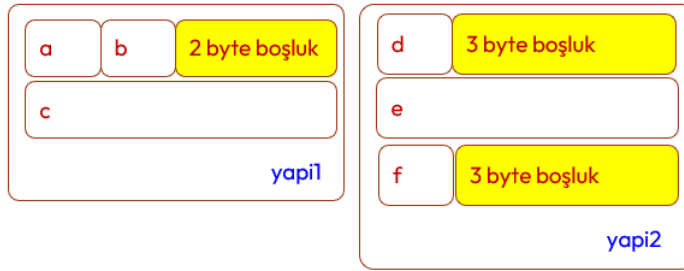 a b 2 byte boşluk
c
yapi1
d 3 byte boşluk
e
f 3 byte boşluk
yapi2